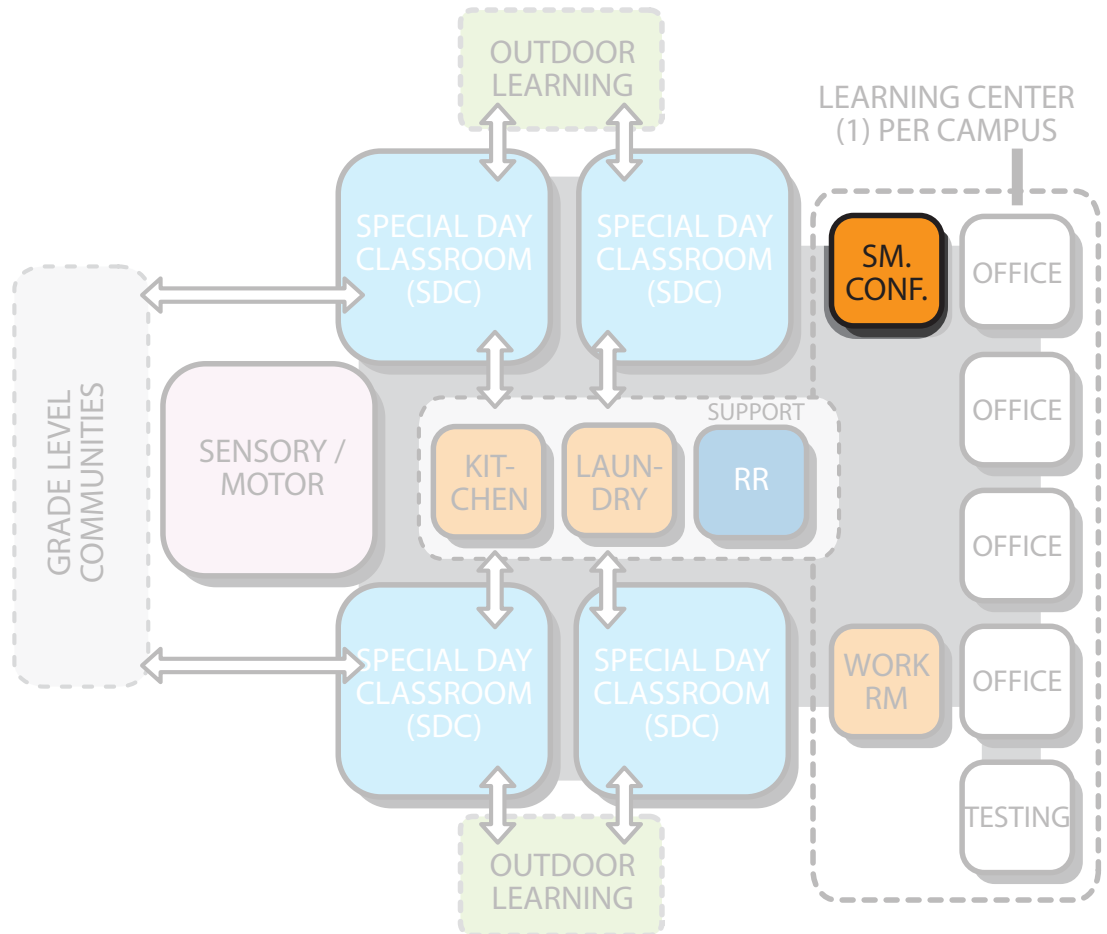 OUTDOOR
LEARNING
LEARNING CENTER
(1) PER CAMPUS
SPECIAL DAY
CLASSROOM
(SDC)
SPECIAL DAY
CLASSROOM
(SDC)
SM.
CONF.
OFFICE
GRADE LEVEL
COMMUNITIES
SENSORY /
MOTOR
SUPPORT
KIT-
CHEN
LAUN-
DRY
RR
OFFICE
OFFICE
SPECIAL DAY
CLASSROOM
(SDC)
SPECIAL DAY
CLASSROOM
(SDC)
WORK
RM
OFFICE
TESTING
OUTDOOR
LEARNING